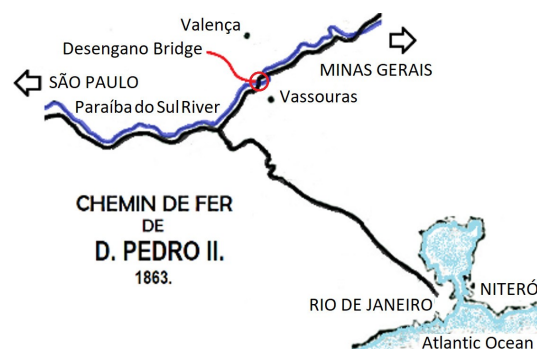 Valença
Desengano Bridge
MINAS GERAIS
SÃO PAULO
Paraíba do Sul River
Vassouras
CHEMIN DE FER
DE
D. PEDRO II.
1863.
RIO DE JANEIRO
NITERÓ
Atlantic Ocean